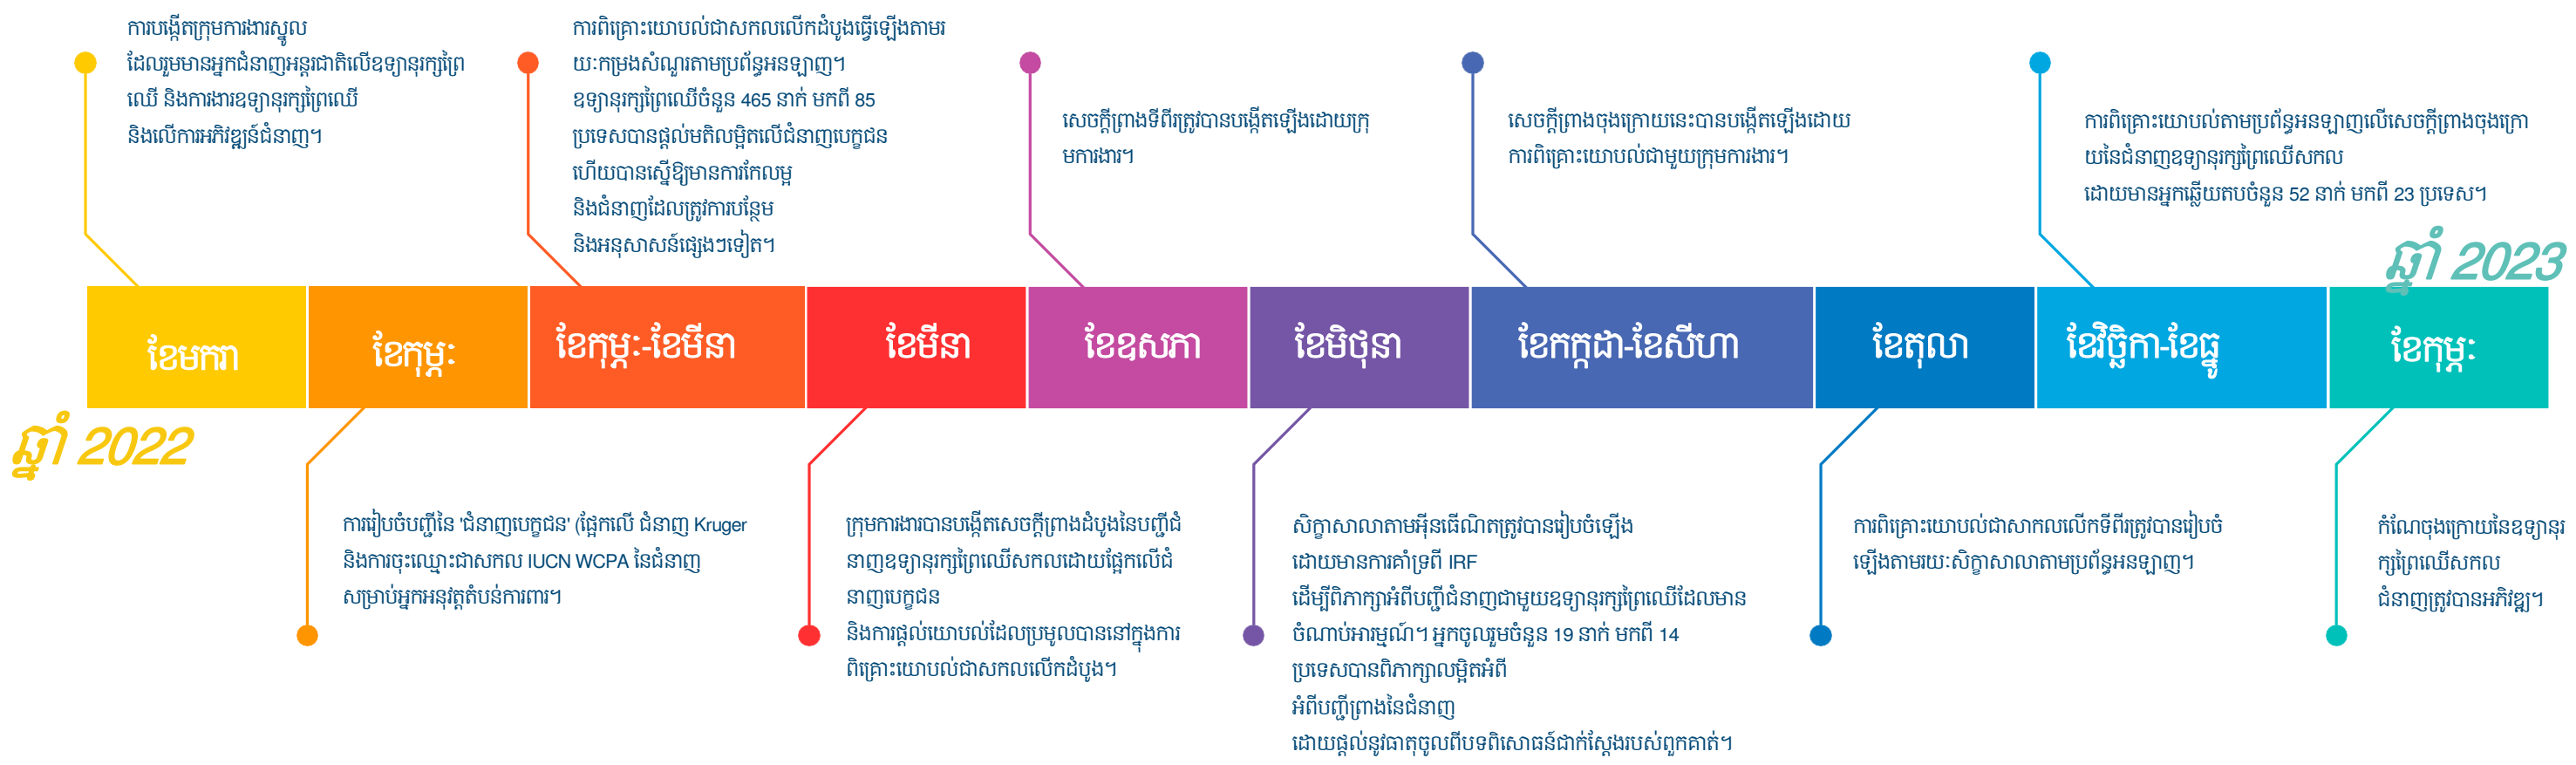 ការបង្កើតក្រុមការងារស្នូល
ដែលរួមមានអ្នកជំនាញអន្តរជាតិលើឧទ្យានុរក្សព្រៃ
ឈើ និងការងារឧទ្យានុរក្សព្រៃឈើ
និងលើការអភិវឌ្ឍន៍ជំនាញ។
ការពិគ្រោះយោបល់ជាសកលលើកដំបូងធ្វើឡើងតាមរ
យៈកម្រងសំណួរតាមប្រព័ន្ធអនឡាញ។
ឧទ្យានុរក្សព្រៃឈើចំនួន 465 នាក់ មកពី 85
ប្រទេសបានផ្តល់មតិលម្អិតលើជំនាញបេក្ខជន
ហើយបានស្នើឱ្យមានការកែលម្អ
និងជំនាញដែលត្រូវការបន្ថែម
និងអនុសាសន៍ផ្សេងៗទៀត។
សេចក្តីព្រាងទីពីរត្រូវបានបង្កើតឡើងដោយក្រុ
មការងារ។
សេចក្តីព្រាងចុងក្រោយនេះបានបង្កើតឡើងដោយ
ការពិគ្រោះយោបល់ជាមួយក្រុមការងារ។
ការពិគ្រោះយោបល់តាមប្រព័ន្ធអនឡាញលើសេចក្តីព្រាងចុងក្រោ
យនៃជំនាញឧទ្យានុរក្សព្រៃឈើសកល
ដោយមានអ្នកឆ្លើយតបចំនួន 52 នាក់ មកពី 23 ប្រទេស។
ឆ្នាំ 2023
ខែមករា
ខែកុម្ភៈ
ខែកុម្ភៈ-ខែមីនា
ខែមីនា
ខែឧសភា
ខែមិថុនា
ខែកក្កដា-ខែសីហា
ខែតុលា
ខែវិច្ឆិកា-ខែធ្នូ
ខែកុម្ភៈ
ឆ្នាំ 2022
ការរៀបចំបញ្ជីនៃ 'ជំនាញបេក្ខជន' (ផ្អែកលើ ជំនាញ Kruger
និងការចុះឈ្មោះជាសកល IUCN WCPA នៃជំនាញ
សម្រាប់អ្នកអនុវត្តតំបន់ការពារ។
ក្រុមការងារបានបង្កើតសេចក្តីព្រាងដំបូងនៃបញ្ជីជំ
នាញឧទ្យានុរក្សព្រៃឈើសកលដោយផ្អែកលើជំ
នាញបេក្ខជន
និងការផ្តល់យោបល់ដែលប្រមូលបាននៅក្នុងការ
ពិគ្រោះយោបល់ជាសកលលើកដំបូង។
សិក្ខាសាលាតាមអ៊ីនធើណិតត្រូវបានរៀបចំឡើង
ដោយមានការគាំទ្រពី IRF
ដើម្បីពិភាក្សាអំពីបញ្ជីជំនាញជាមួយឧទ្យានុរក្សព្រៃឈើដែលមាន
ចំណាប់អារម្មណ៍។ អ្នកចូលរួមចំនួន 19 នាក់ មកពី 14
ប្រទេសបានពិភាក្សាលម្អិតអំពី
អំពីបញ្ជីព្រាងនៃជំនាញ
ដោយផ្តល់នូវធាតុចូលពីបទពិសោធន៍ជាក់ស្តែងរបស់ពួកគាត់។
ការពិគ្រោះយោបល់ជាសាកលលើកទីពីរត្រូវបានរៀបចំ
ឡើងតាមរយៈសិក្ខាសាលាតាមប្រព័ន្ធអនឡាញ។
កំណែចុងក្រោយនៃឧទ្យានុរ
ក្សព្រៃឈើសកល
ជំនាញត្រូវបានអភិវឌ្ឍ។